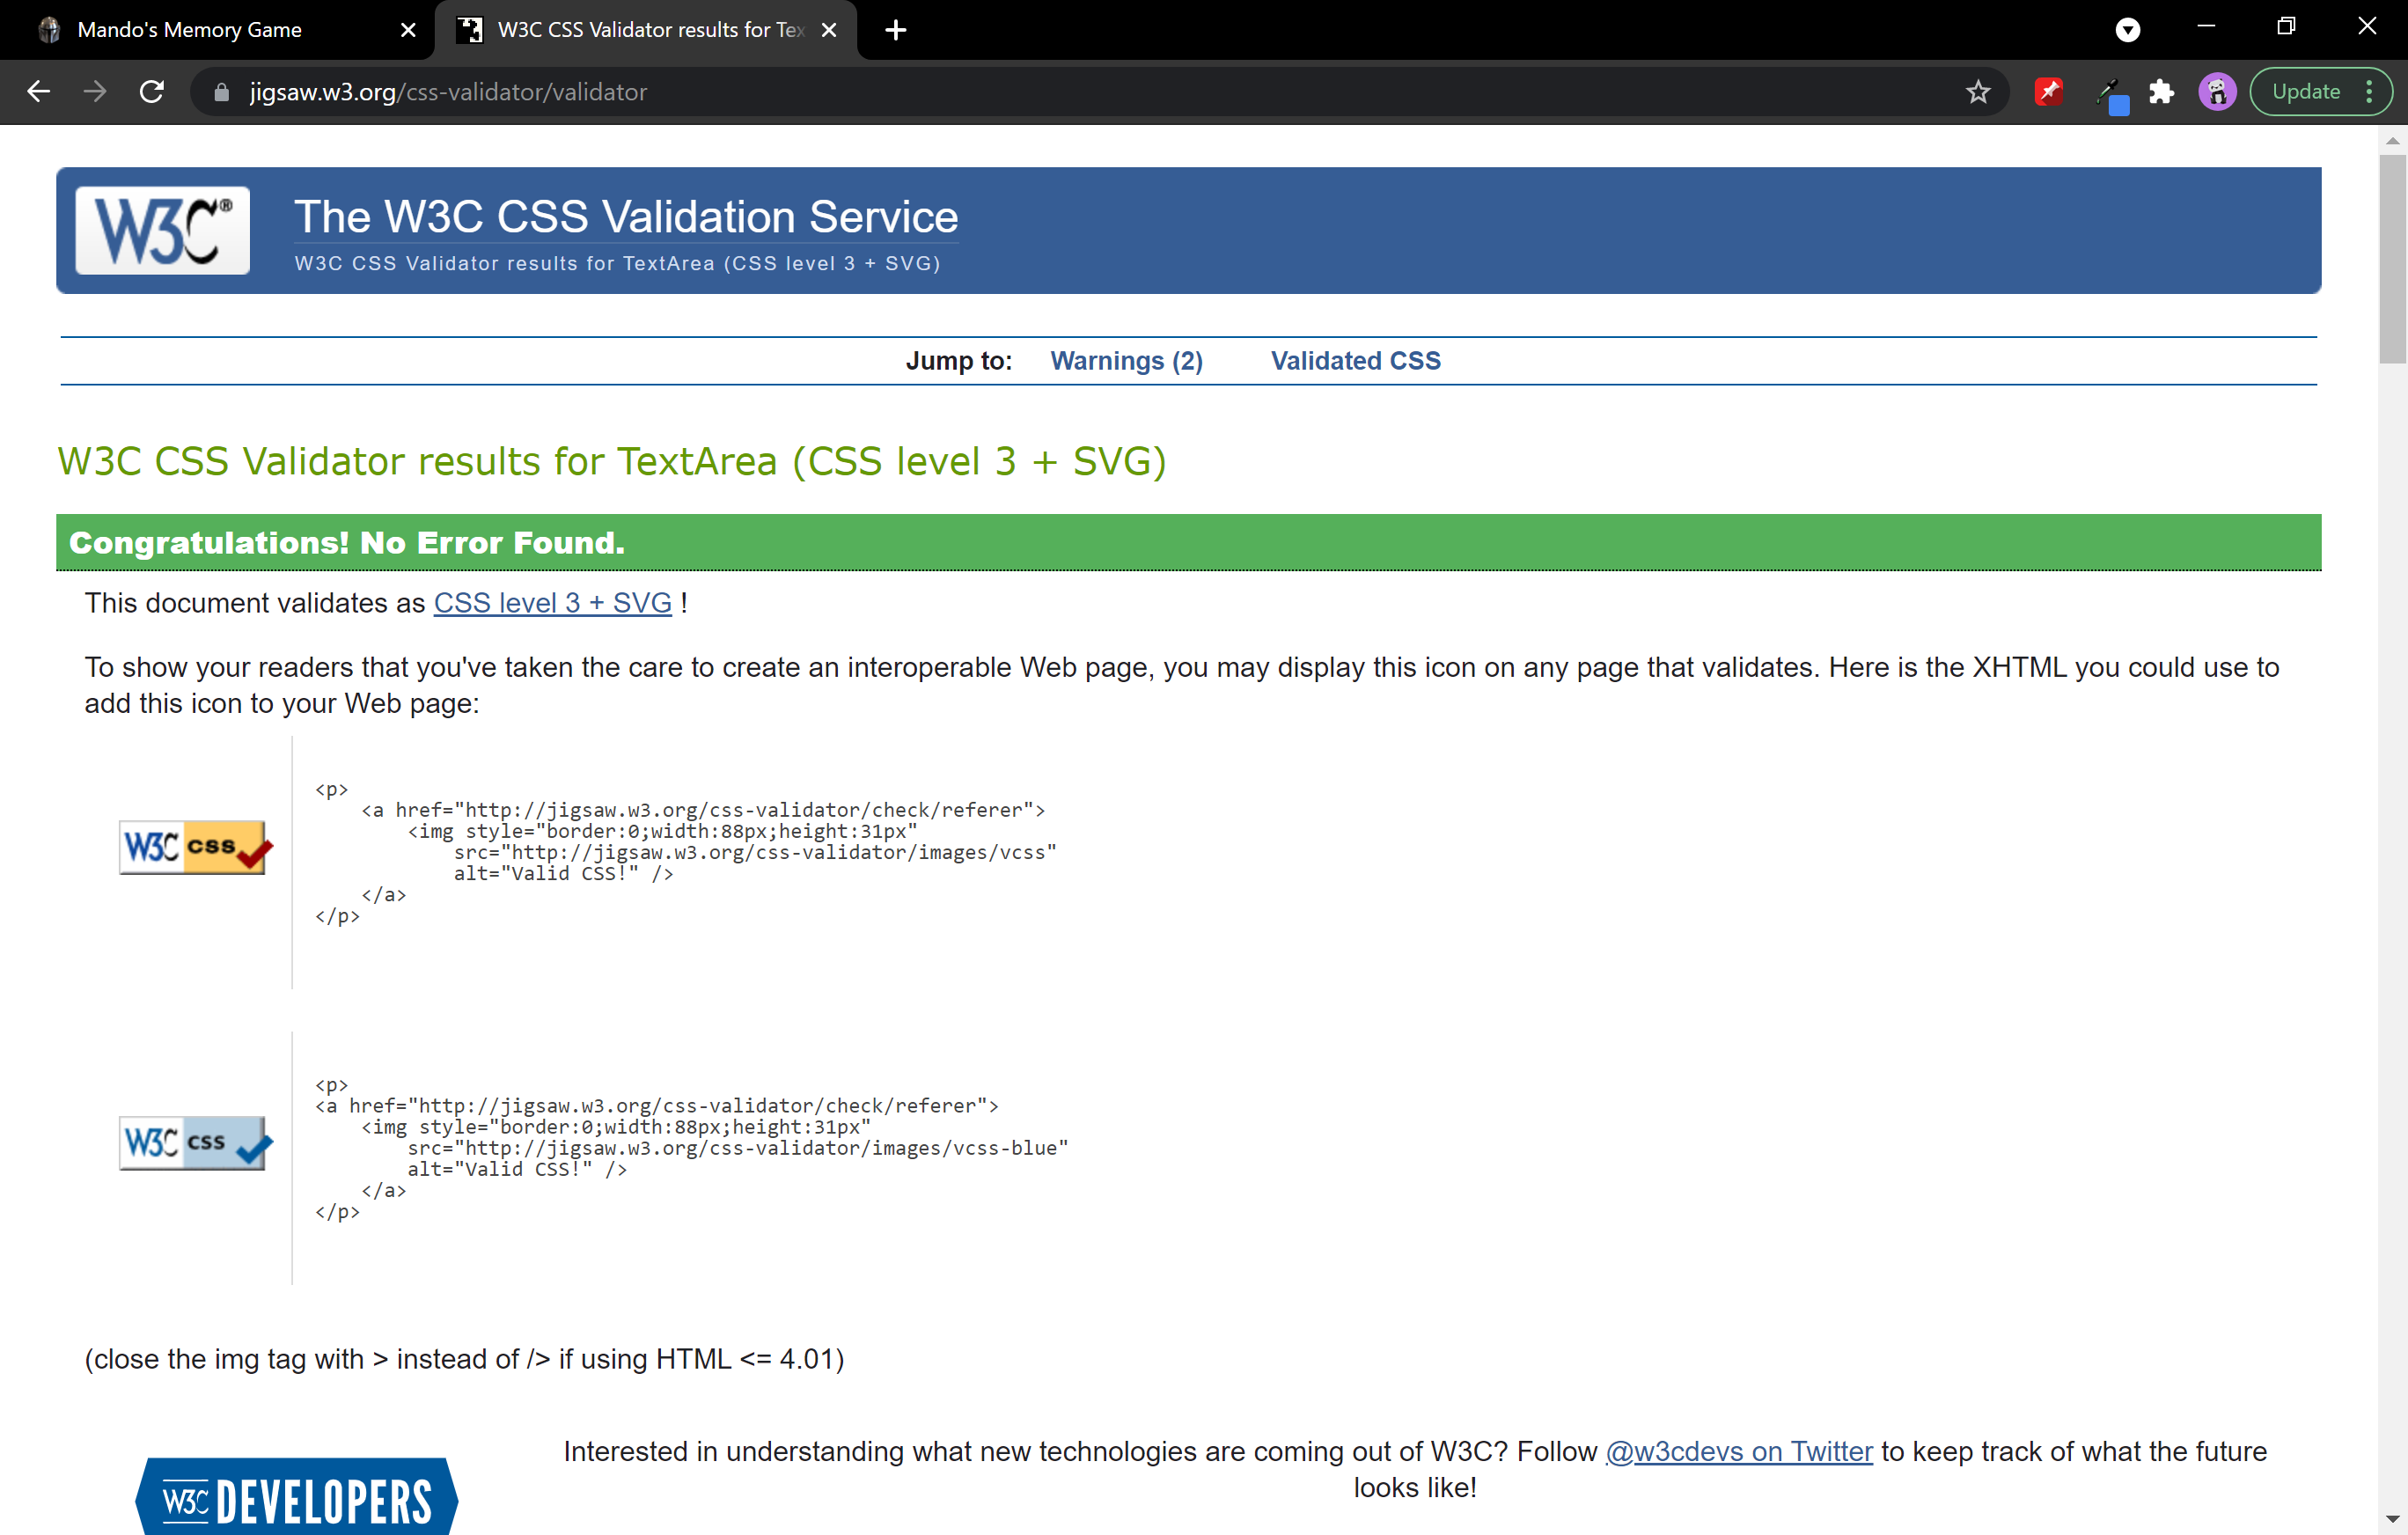 Mando's Memory Game
W3C CSS Validator results for Tex
jigsaw.w3.org/css-validator/validator
Update
W3C®
The W3C CSS Validation Service
W3C CSS Validator results for TextArea (CSS level 3 + SVG)
Jump to: Warnings (2) Validated CSS
W3C CSS Validator results for TextArea (CSS level 3 + SVG)
Congratulations! No Error Found.
This document validates as CSS level 3 + SVG !
To show your readers that you've taken the care to create an interoperable Web page, you may display this icon on any page that validates. Here is the XHTML you could use to
add this icon to your Web page:
W3C css
<p>
<a href="http://jigsaw.w3.org/css-validator/check/referer">
<img style="border:0;width:88px;height:31px"
src="http://jigsaw.w3.org/css-validator/images/vcss"
alt="Valid CSS!" />
</a>
</p>
W3C css
<p>
<a href="http://jigsaw.w3.org/css-validator/check/referer">
<img style="border:0;width:88px;height:31px"
src="http://jigsaw.w3.org/css-validator/images/vcss-blue"
alt="Valid CSS!" />
</a>
</p>
(close the img tag with > instead of /> if using HTML <= 4.01)
W3C DEVELOPERS
Interested in understanding what new technologies are coming out of W3C? Follow @w3cdevs on Twitter to keep track of what the future
looks like!